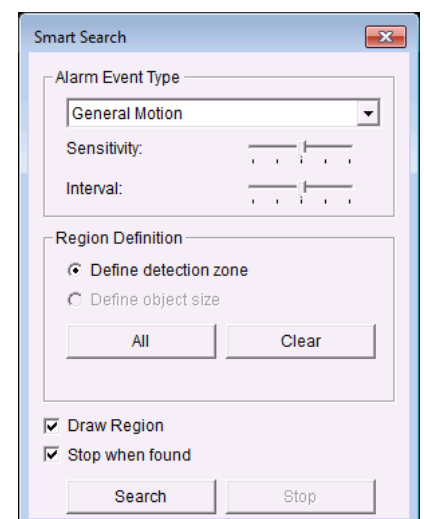 Smart Search
Alarm Event Type
General Motion
Sensitivity:
Interval:
Region Definition
Define detection zone
Define object size
All Clear
Draw Region
Stop when found
Search Stop